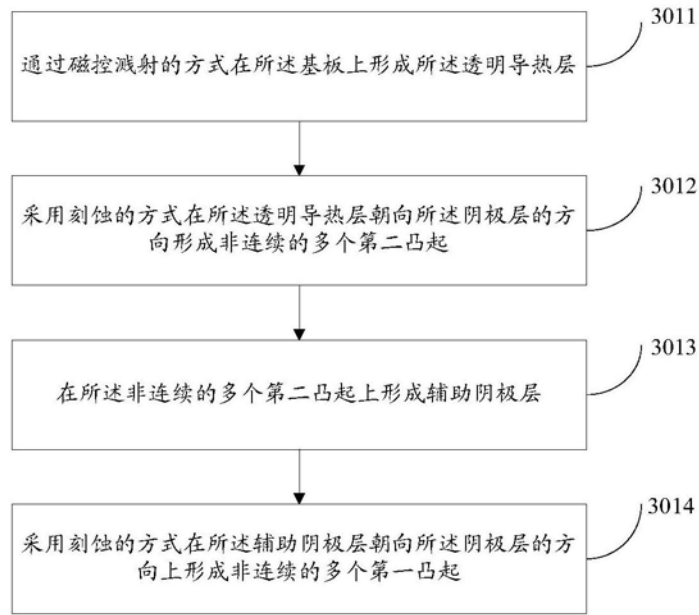 3011
通过磁控溅射的方式在所述基板上形成所述透明导热层
3012
采用刻蚀的方式在所述透明导热层朝向所述阴极层的方
向形成非连续的多个第二凸起
3013
在所述非连续的多个第二凸起上形成辅助阴极层
3014
采用刻蚀的方式在所述辅助阴极层朝向所述阴极层的方
向上形成非连续的多个第一凸起